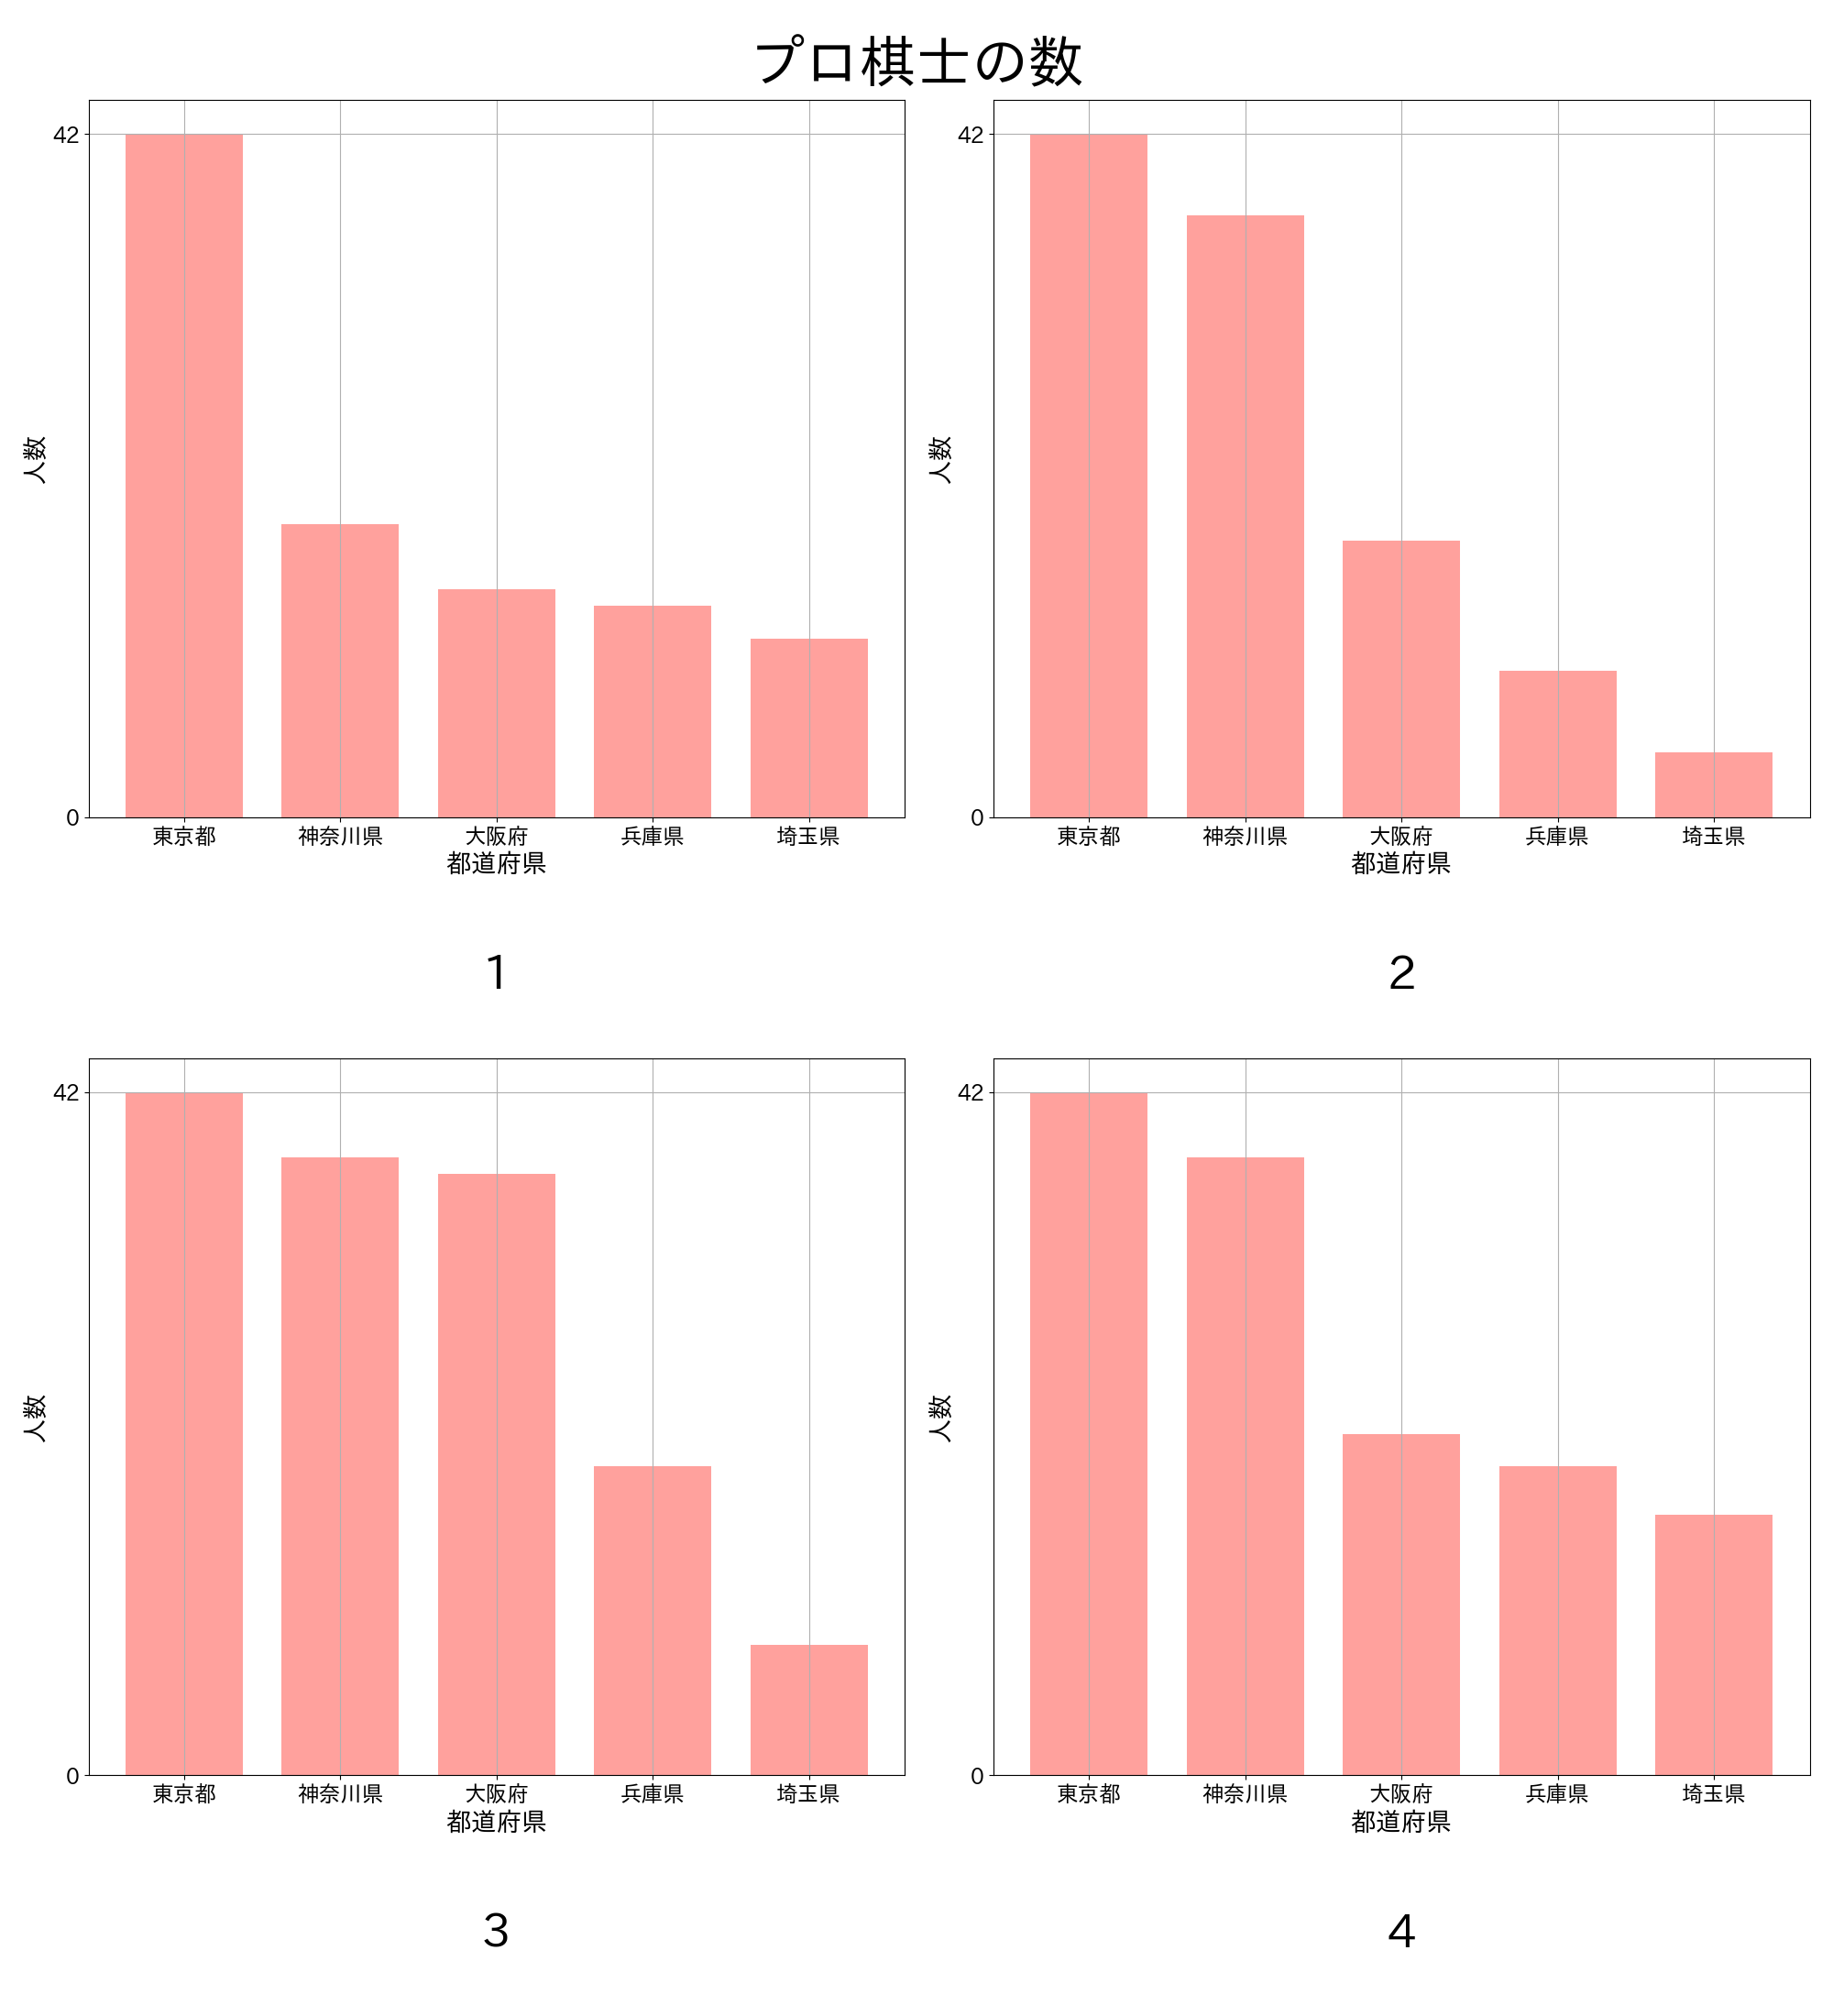 プロ棋士の数
42
人数
0
東京都 神奈川県 大阪府 兵庫県 埼玉県
都道府県
1
42
人数
0
東京都 神奈川県 大阪府 兵庫県 埼玉県
都道府県
2
42
人数
0
東京都 神奈川県 大阪府 兵庫県 埼玉県
都道府県
3
42
人数
0
東京都 神奈川県 大阪府 兵庫県 埼玉県
都道府県
4